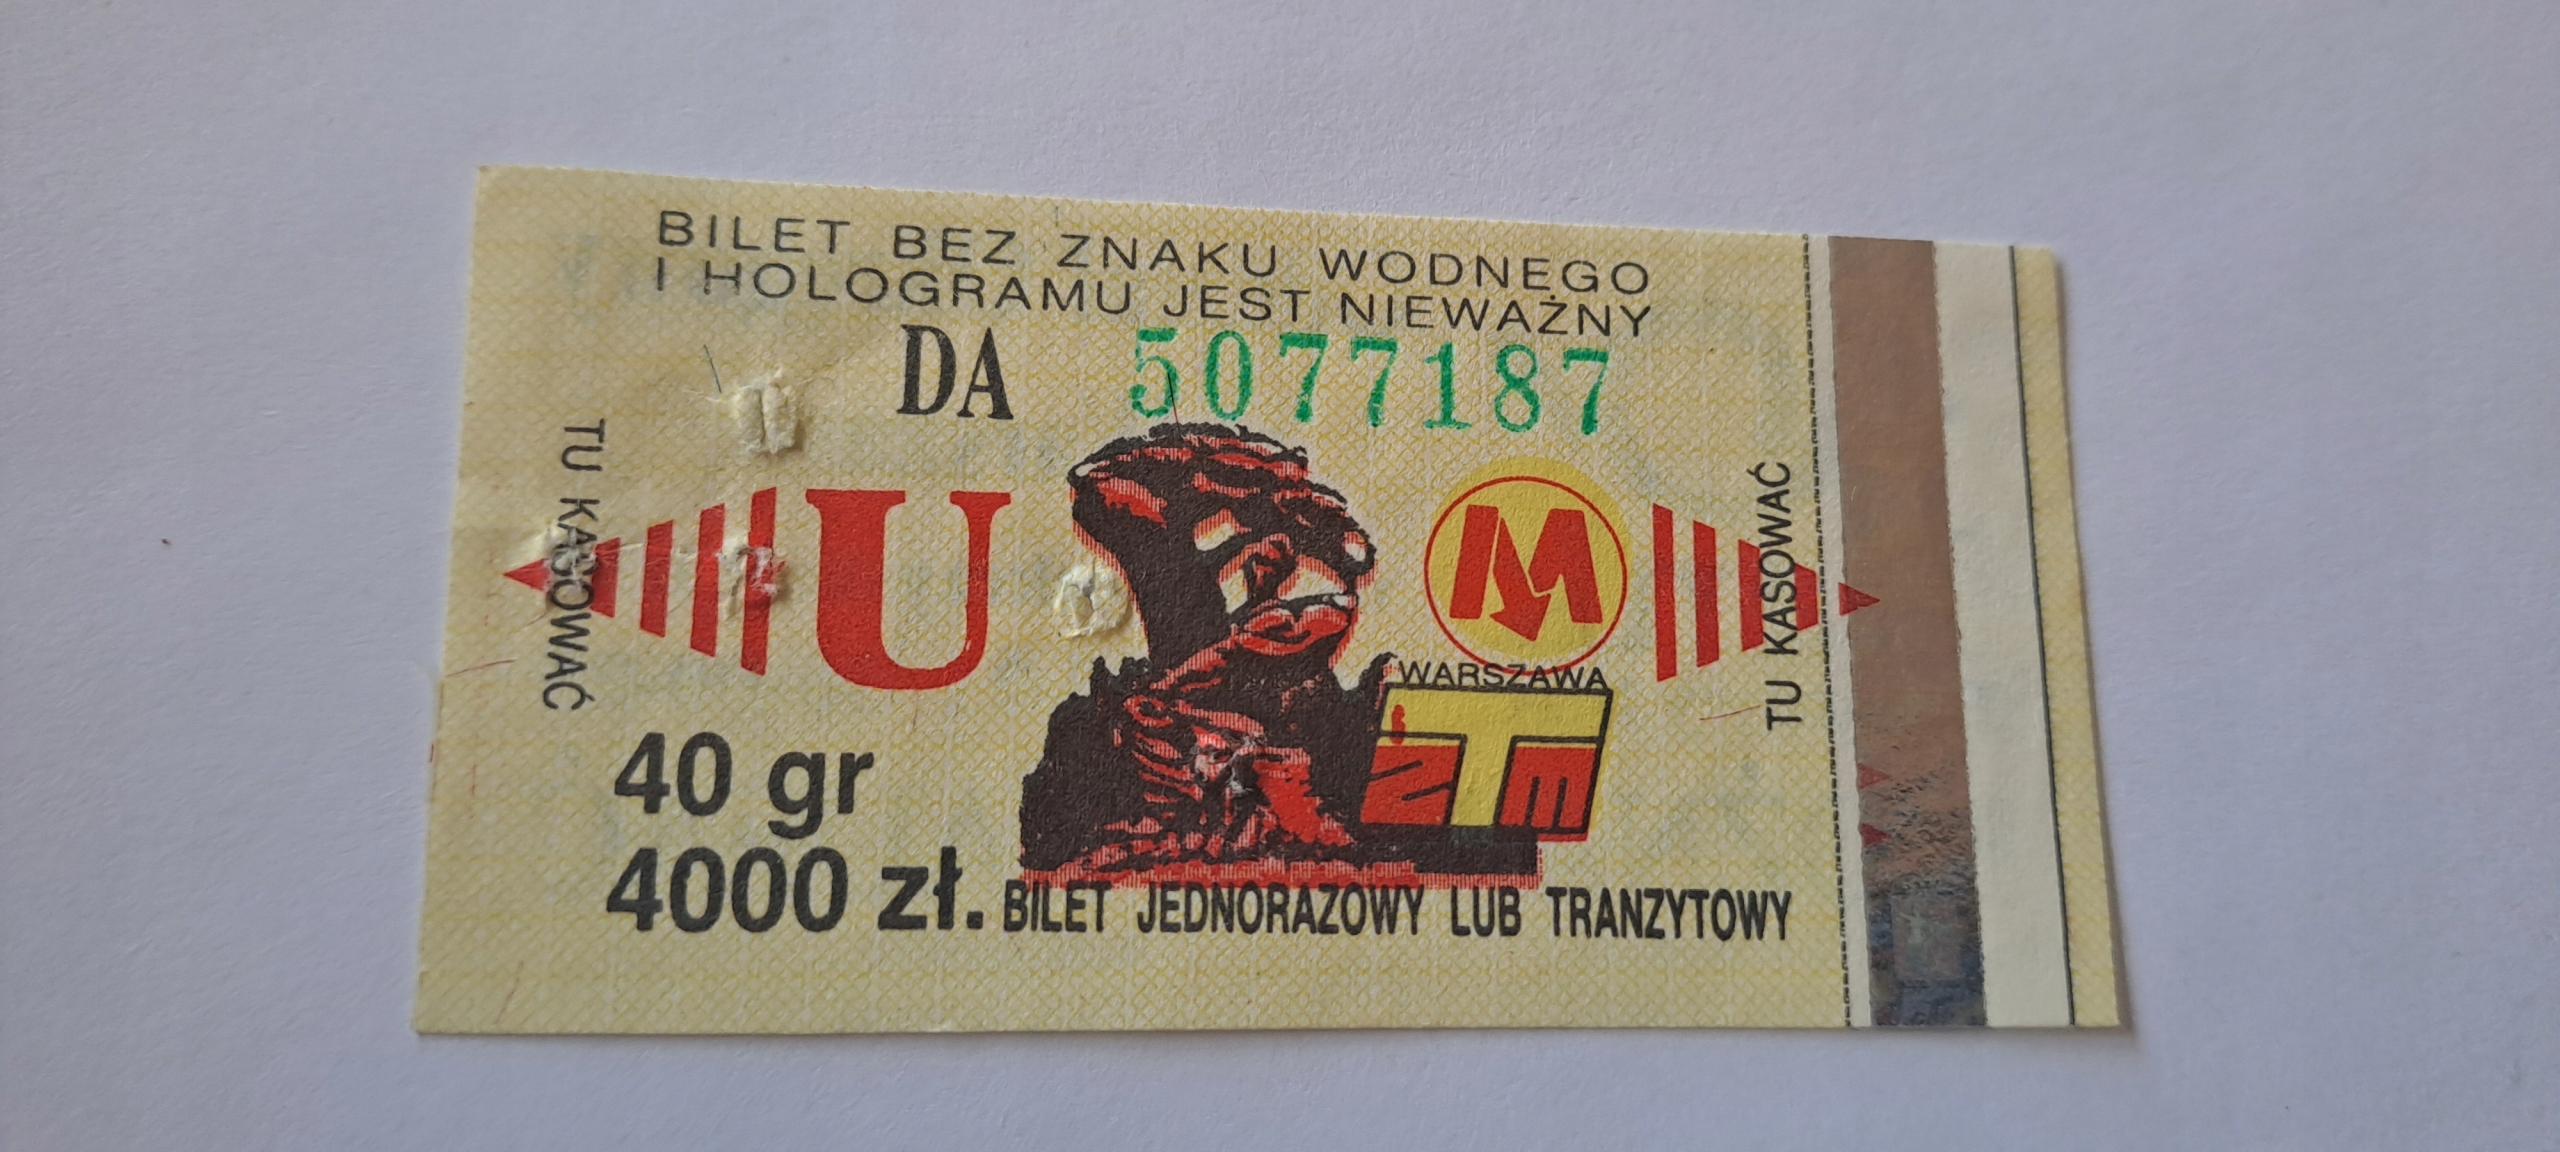 BILET BEZ ZNAKU WODNEGO
I HOLOGRAMU JEST NIEWAŻNY
DA 5077187
TU KASOWAĆ
U
M
TU KASOWAĆ
WARSZAWA
ZTM
40 gr
4000 zł.
BILET JEDNORAZOWY LUB TRANZYTOWY